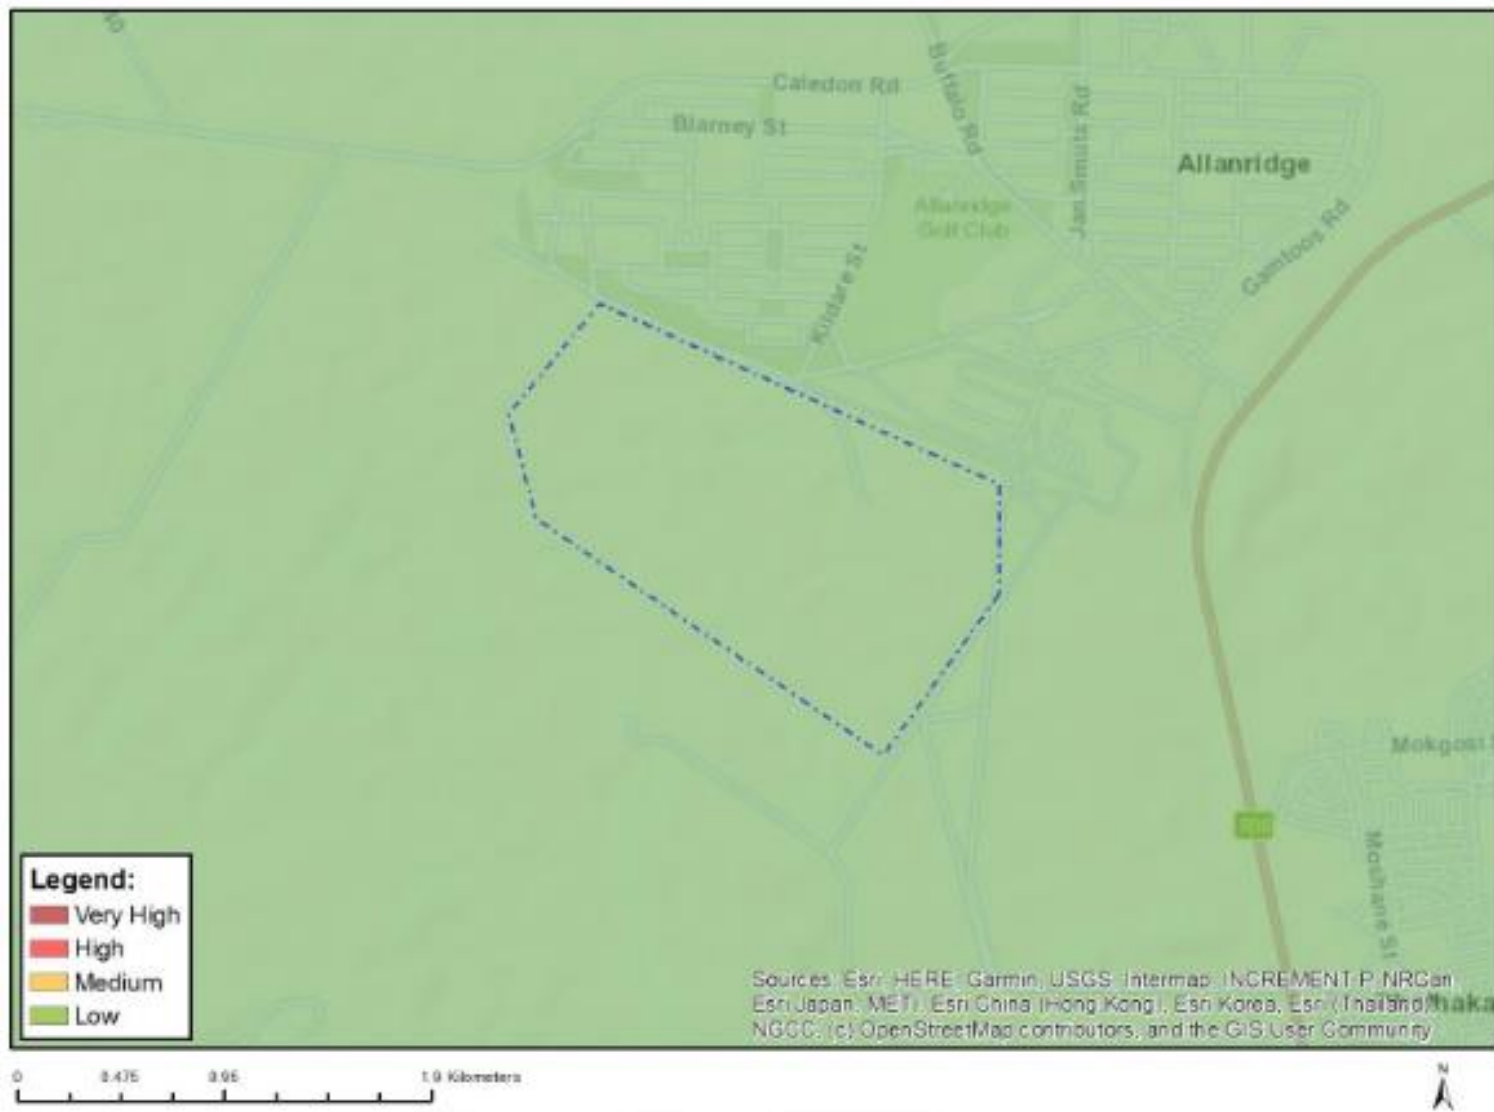 Caledon Rd
Buffalo Rd
Blarney St
Jan Smuts Rd
Allanridge
Allanridge
Golf Club
Gamtoos Rd
Kildare St
Mokgosi
Moshane St
Legend:
Very High
High
Medium
Low
Sources: Esri, HERE, Garmin, USGS, Intermap, INCREMENT P, NRCan,
Esri Japan, METI, Esri China (Hong Kong), Esri Korea, Esri (Thailand),
NGCC, (c) OpenStreetMap contributors, and the GIS User Community
0 0.475 0.95 1.9 Kilometers
N